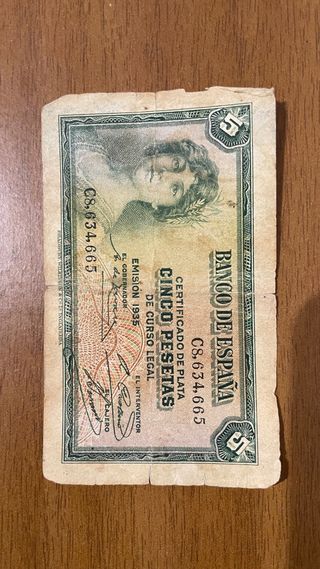 5
BANCO DE ESPAÑA
5
C8,634,665
CERTIFICADO DE PLATA
CINCO PESETAS
DE CURSO LEGAL
C8,634,665
EMISION 1935
EL GOBERNADOR
EL INTERVENTOR
EL CAJERO